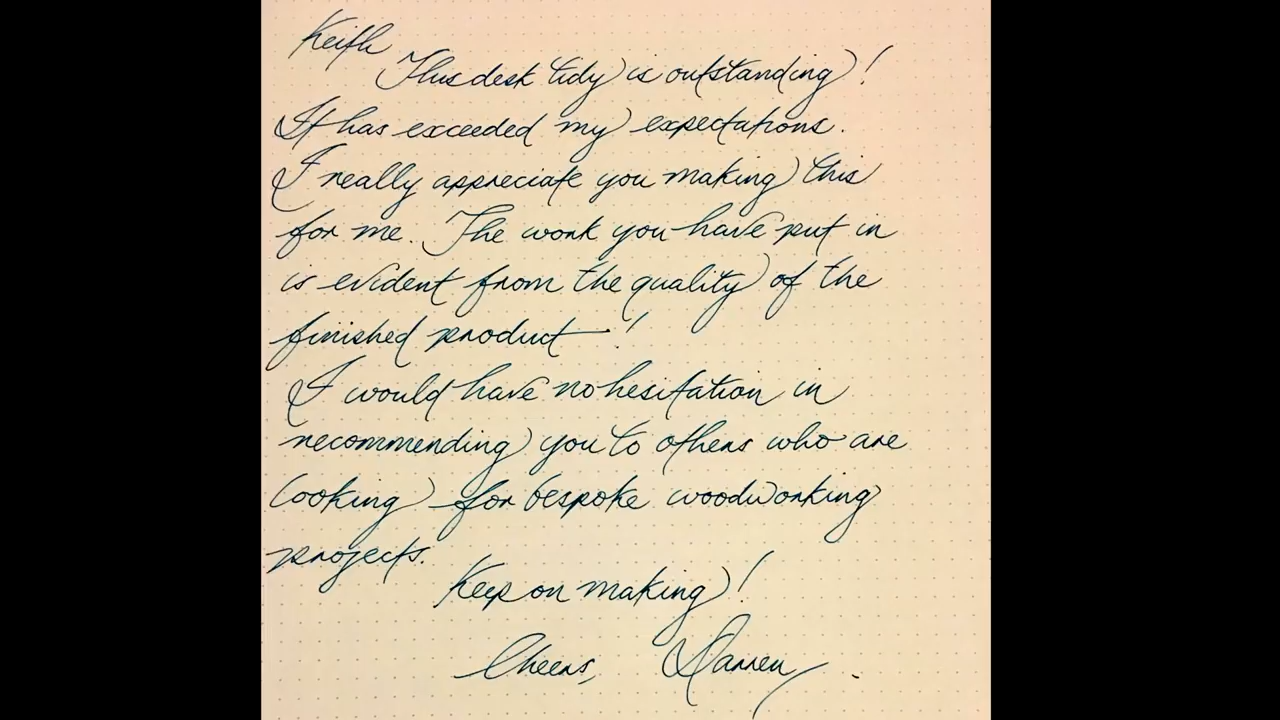 Keith
This desk tidy is outstanding!
It has exceeded my expectations.
I really appreciate you making this
for me. The work you have put in
is evident from the quality of the
finished product!
I would have no hesitation in
recommending you to others who are
looking for bespoke woodworking
projects.
Keep on making!
Cheers, Darren